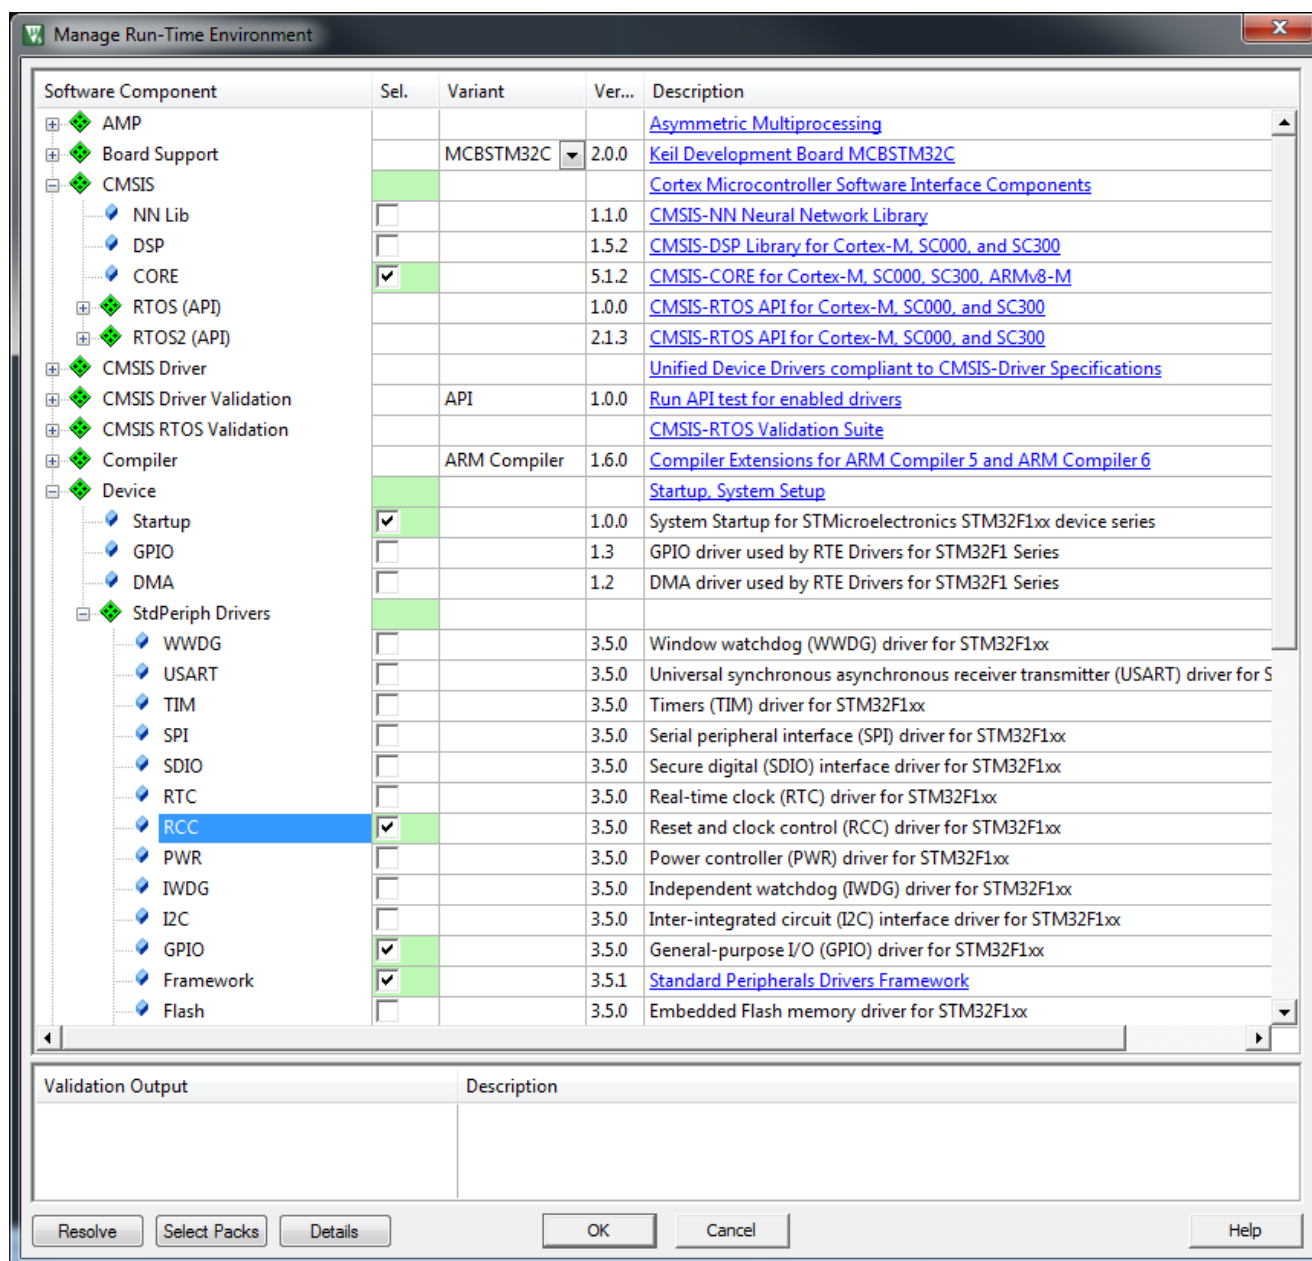 Manage Run-Time Environment
Software Component Sel. Variant Ver... Description
AMP Asymmetric Multiprocessing
Board Support MCBSTM32C 2.0.0 Keil Development Board MCBSTM32C
CMSIS Cortex Microcontroller Software Interface Components
NN Lib 1.1.0 CMSIS-NN Neural Network Library
DSP 1.5.2 CMSIS-DSP Library for Cortex-M, SC000, and SC300
CORE 5.1.2 CMSIS-CORE for Cortex-M, SC000, SC300, ARMv8-M
RTOS (API) 1.0.0 CMSIS-RTOS API for Cortex-M, SC000, and SC300
RTOS2 (API) 2.1.3 CMSIS-RTOS API for Cortex-M, SC000, and SC300
CMSIS Driver Unified Device Drivers compliant to CMSIS-Driver Specifications
CMSIS Driver Validation API 1.0.0 Run API test for enabled drivers
CMSIS RTOS Validation CMSIS-RTOS Validation Suite
Compiler ARM Compiler 1.6.0 Compiler Extensions for ARM Compiler 5 and ARM Compiler 6
Device Startup, System Setup
Startup 1.0.0 System Startup for STMicroelectronics STM32F1xx device series
GPIO 1.3 GPIO driver used by RTE Drivers for STM32F1 Series
DMA 1.2 DMA driver used by RTE Drivers for STM32F1 Series
StdPeriph Drivers
WWDG 3.5.0 Window watchdog (WWDG) driver for STM32F1xx
USART 3.5.0 Universal synchronous asynchronous receiver transmitter (USART) driver for S
TIM 3.5.0 Timers (TIM) driver for STM32F1xx
SPI 3.5.0 Serial peripheral interface (SPI) driver for STM32F1xx
SDIO 3.5.0 Secure digital (SDIO) interface driver for STM32F1xx
RTC 3.5.0 Real-time clock (RTC) driver for STM32F1xx
RCC 3.5.0 Reset and clock control (RCC) driver for STM32F1xx
PWR 3.5.0 Power controller (PWR) driver for STM32F1xx
IWDG 3.5.0 Independent watchdog (IWDG) driver for STM32F1xx
I2C 3.5.0 Inter-integrated circuit (I2C) interface driver for STM32F1xx
GPIO 3.5.0 General-purpose I/O (GPIO) driver for STM32F1xx
Framework 3.5.1 Standard Peripherals Drivers Framework
Flash 3.5.0 Embedded Flash memory driver for STM32F1xx
Validation Output Description
Resolve Select Packs Details OK Cancel Help